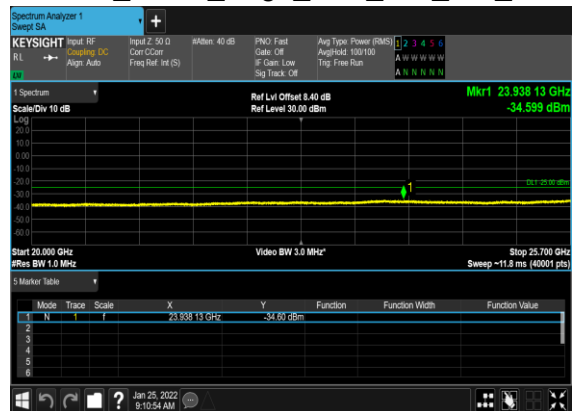 Spectrum Analyzer 1
Swept SA
KEYSIGHT Input: RF Input Z: 50 Ω #Atten: 40 dB PNO: Fast Avg Type: Power (RMS) 1 2 3 4 5 6
RL Coupling: DC Corr CCorr Gate: Off Avg|Hold: 100/100 A W W W W W
Align: Auto Freq Ref: Int (S) IF Gain: Low Trig: Free Run
LXI Sig Track: Off A N N N N N
1 Spectrum Ref Lvl Offset 8.40 dB Mkr1 23.938 13 GHz
Scale/Div 10 dB Ref Level 30.00 dBm -34.599 dBm
Log
20.0
10.0
0.00
-10.0
-20.0
-30.0
-40.0
-50.0
-60.0
1
Start 20.000 GHz Video BW 3.0 MHz* Stop 25.700 GHz
#Res BW 1.0 MHz Sweep ~11.8 ms (40001 pts)
5 Marker Table
Mode Trace Scale X Y Function Function Width Function Value
1 N 1 f 23.938 13 GHz -34.60 dBm
2
3
4
5
6
? Jan 25, 2022
9:10:54 AM